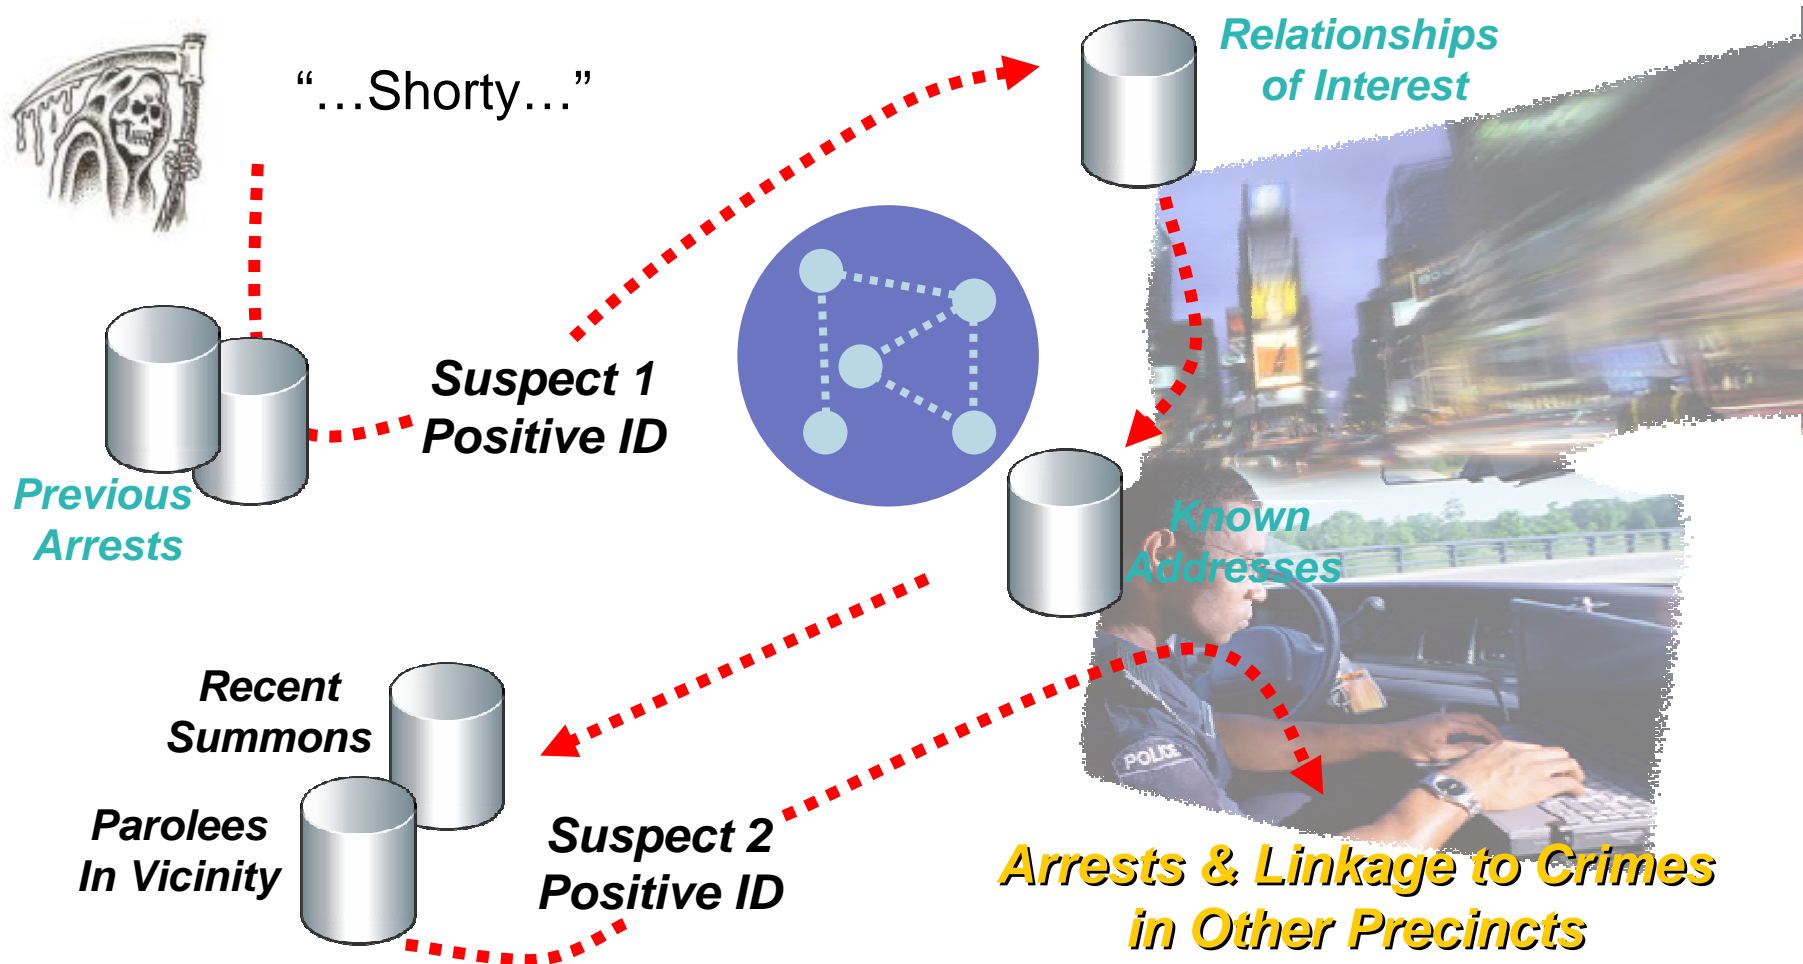 “…Shorty…”
Relationships
of Interest
Suspect 1
Positive ID
Previous
Arrests
Known
Addresses
Recent
Summons
Parolees
In Vicinity
Suspect 2
Positive ID
POLICE
Arrests & Linkage to Crimes
in Other Precincts